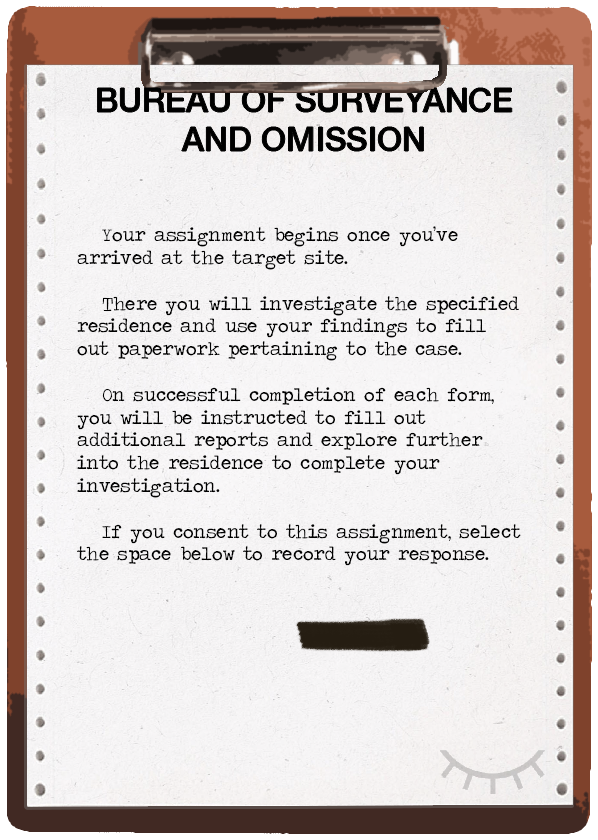 BUREAU OF SURVEYANCE
AND OMISSION
Your assignment begins once you've
arrived at the target site.
There you will investigate the specified
residence and use your findings to fill
out paperwork pertaining to the case.
On successful completion of each form,
you will be instructed to fill out
additional reports and explore further
into the residence to complete your
investigation.
If you consent to this assignment, select
the space below to record your response.